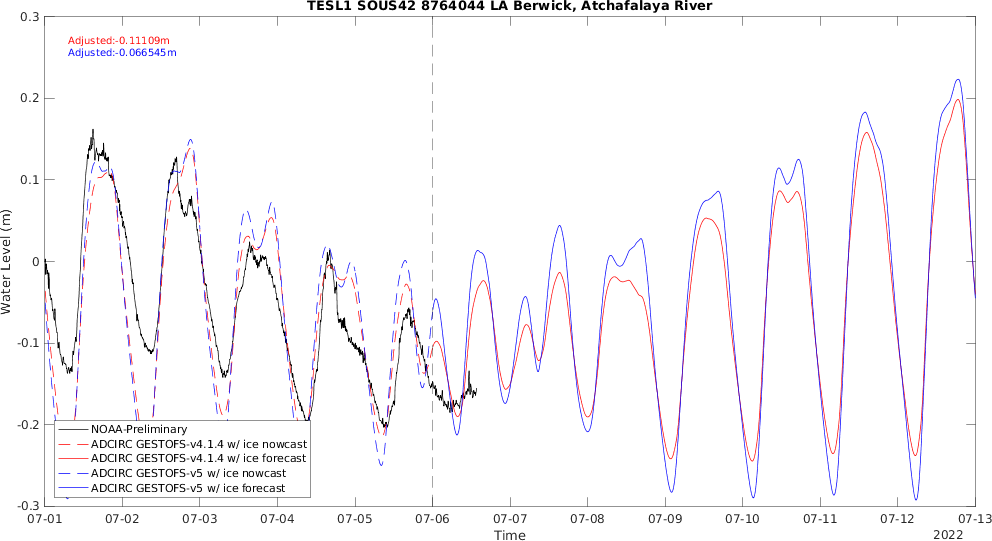 TESL1 SOUS42 8764044 LA Berwick, Atchafalaya River
Adjusted:-0.11109m
Adjusted:-0.066545m
0.3
0.2
0.1
0
-0.1
-0.2
-0.3
Water Level (m)
NOAA-Preliminary
ADCIRC GESTOFS-v4.1.4 w/ ice nowcast
ADCIRC GESTOFS-v4.1.4 w/ ice forecast
ADCIRC GESTOFS-v5 w/ ice nowcast
ADCIRC GESTOFS-v5 w/ ice forecast
07-01 07-02 07-03 07-04 07-05 07-06 07-07 07-08 07-09 07-10 07-11 07-12 07-13
Time
2022